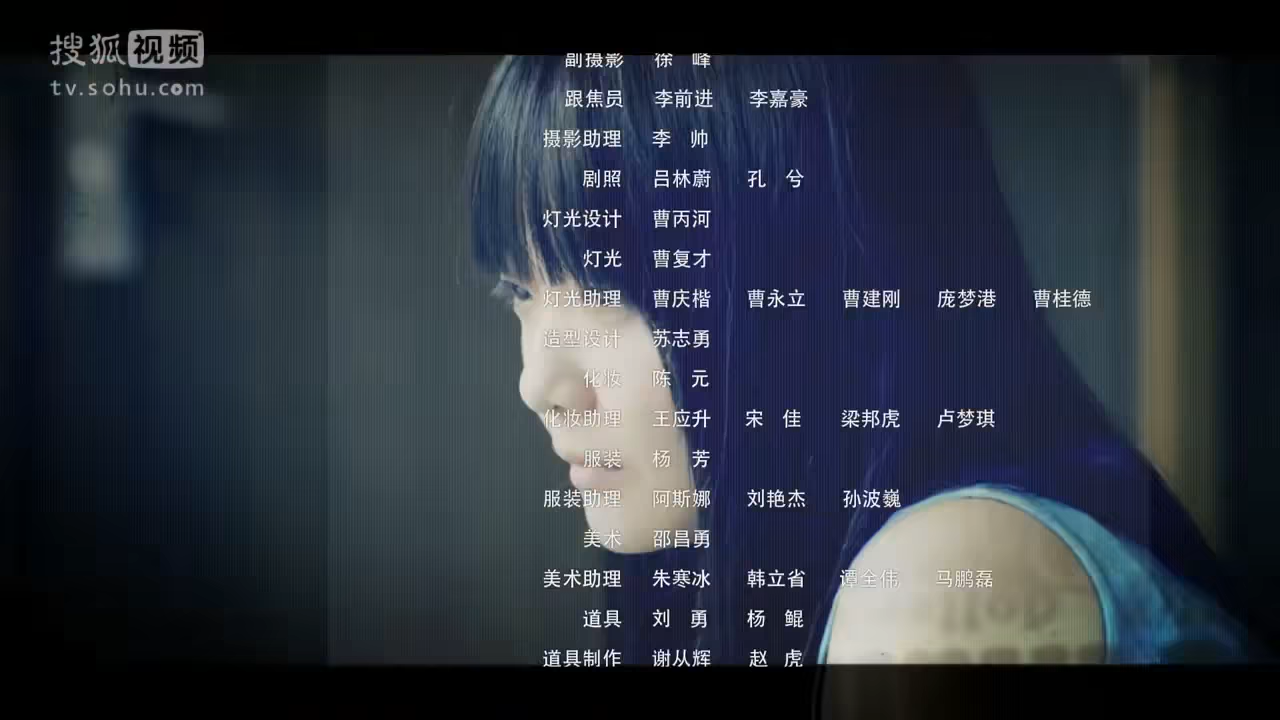 搜狐视频
tv.sohu.com
副摄影 徐 峰
跟焦员 李前进 李嘉豪
摄影助理 李 帅
剧照 吕林蔚 孔 兮
灯光设计 曹丙河
灯光 曹复才
灯光助理 曹庆楷 曹永立 曹建刚 庞梦港 曹桂德
造型设计 苏志勇
化妆 陈 元
化妆助理 王应升 宋 佳 梁邦虎 卢梦琪
服装 杨 芳
服装助理 阿斯娜 刘艳杰 孙波巍
美术 邵昌勇
美术助理 朱寒冰 韩立省 谭全伟 马鹏磊
道具 刘 勇 杨 鲲
道具制作 谢从辉 赵 虎